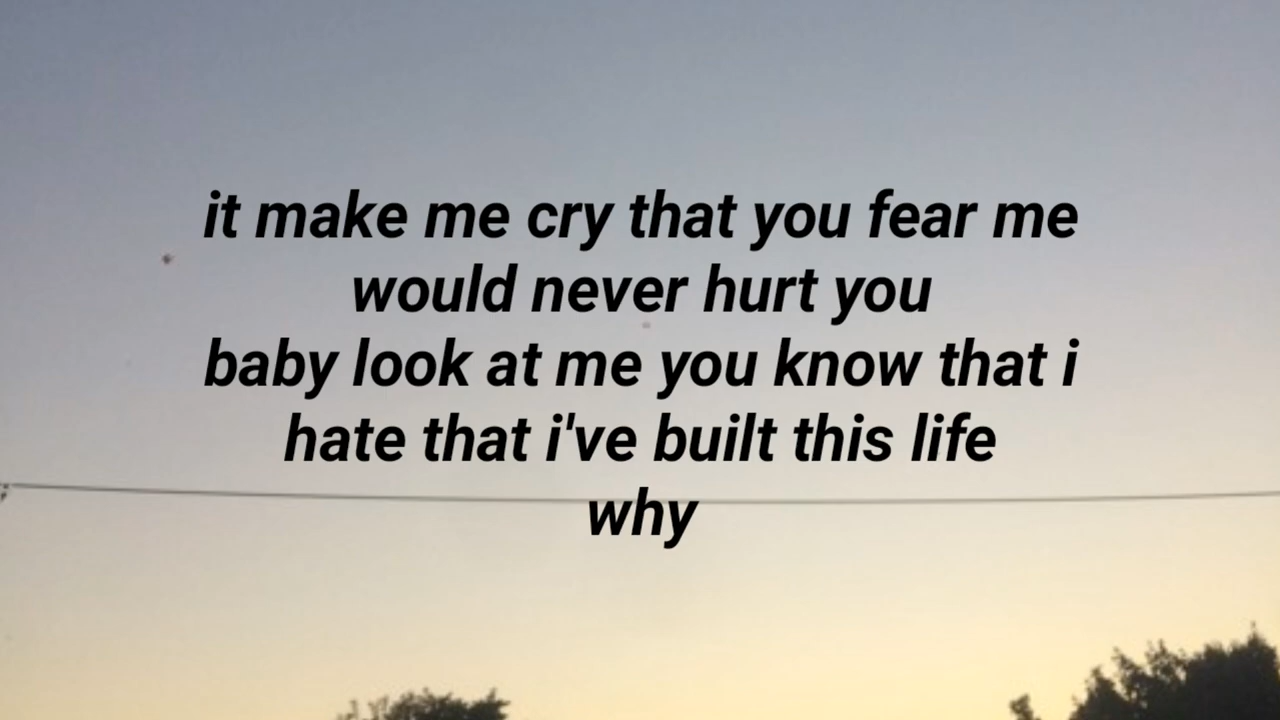 it make me cry that you fear me
would never hurt you
baby look at me you know that i
hate that i've built this life
why